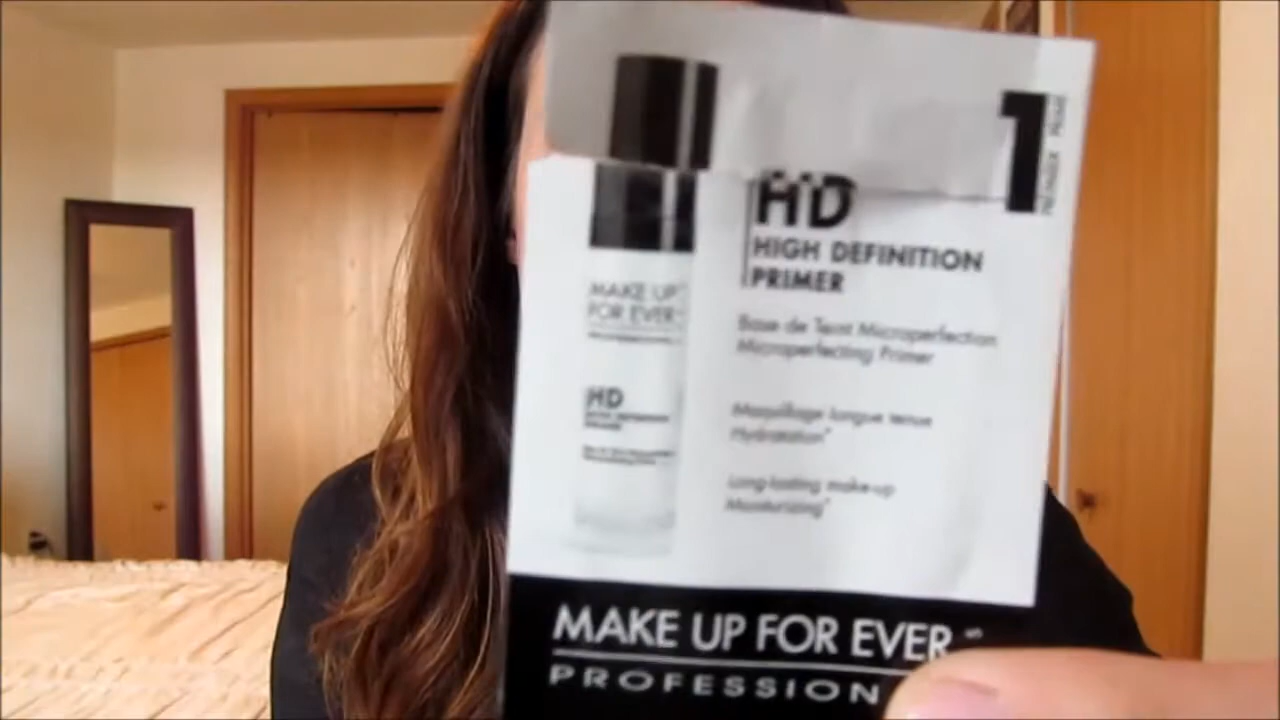 1
HD
HIGH DEFINITION
PRIMER
Base de Teint Microperfection
Microperfecting Primer
Maquillage longue tenue
Hydratation*
Long-lasting make-up
Moisturizing*
MAKE UP
FOR EVER
HD
MAKE UP FOR EVER
PROFESSION